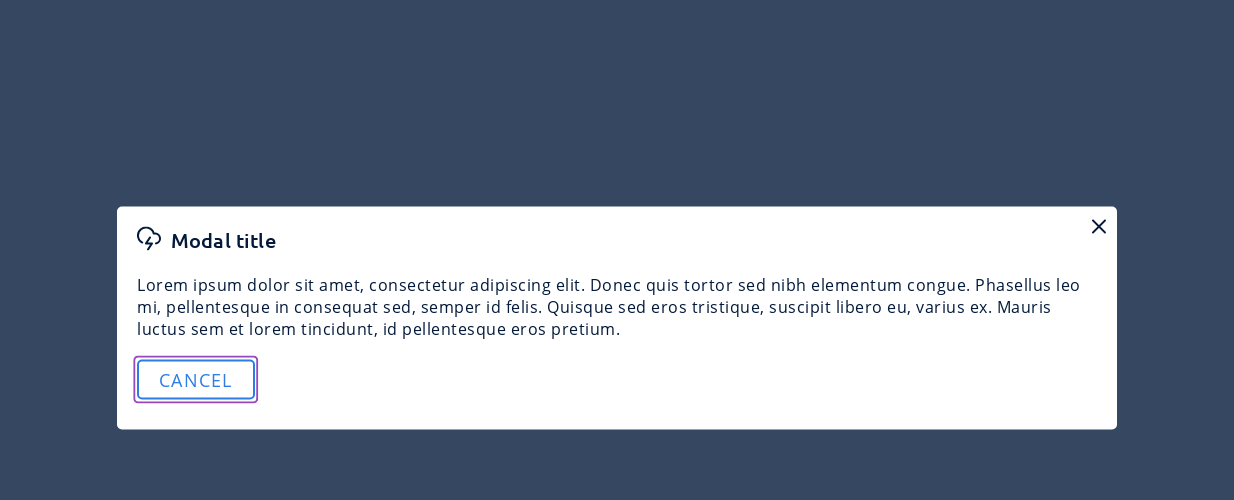 Modal title
Lorem ipsum dolor sit amet, consectetur adipiscing elit. Donec quis tortor sed nibh elementum congue. Phasellus leo
mi, pellentesque in consequat sed, semper id felis. Quisque sed eros tristique, suscipit libero eu, varius ex. Mauris
luctus sem et lorem tincidunt, id pellentesque eros pretium.
CANCEL